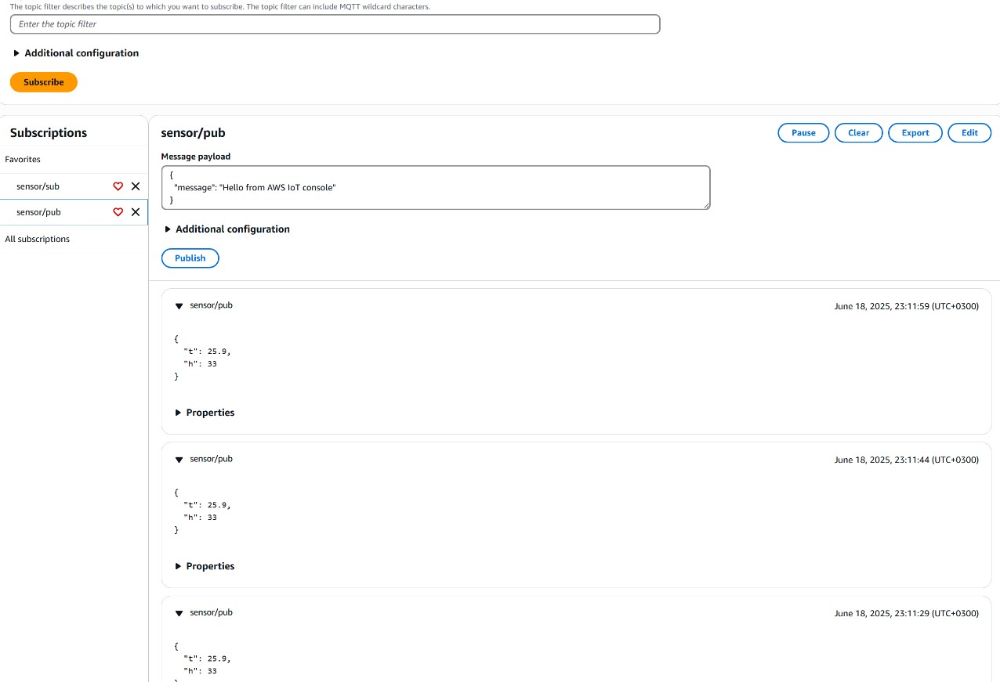 The topic filter describes the topic(s) to which you want to subscribe. The topic filter can include MQTT wildcard characters.
Enter the topic filter
Additional configuration
Subscribe
Subscriptions
Favorites
sensor/sub
sensor/pub
All subscriptions
sensor/pub
Pause
Clear
Export
Edit
Message payload
{
"message": "Hello from AWS IoT console"
}
Additional configuration
Publish
sensor/pub
June 18, 2025, 23:11:59 (UTC+0300)
{
"t": 25.9,
"h": 33
}
Properties
sensor/pub
June 18, 2025, 23:11:44 (UTC+0300)
{
"t": 25.9,
"h": 33
}
Properties
sensor/pub
June 18, 2025, 23:11:29 (UTC+0300)
{
"t": 25.9,
"h": 33